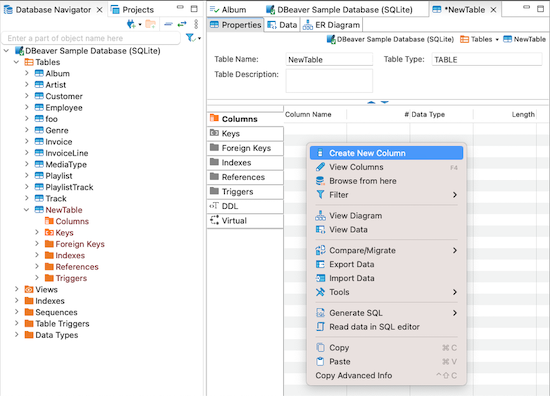 Database Navigator
Projects
Enter a part of object name here
DBeaver Sample Database (SQLite)
Tables
Album
Artist
Customer
Employee
foo
Genre
Invoice
InvoiceLine
MediaType
Playlist
PlaylistTrack
Track
NewTable
Columns
Keys
Foreign Keys
Indexes
References
Triggers
Views
Indexes
Sequences
Table Triggers
Data Types
Album
DBeaver Sample Database (SQLite)
*NewTable
Properties
Data
ER Diagram
DBeaver Sample Database (SQLite)
Tables
NewTable
Table Name:
NewTable
Table Type:
TABLE
Table Description:
Columns
Keys
Foreign Keys
Indexes
References
Triggers
DDL
Virtual
Column Name
# Data Type
Length
Create New Column
View Columns F4
Browse from here
Filter
View Diagram
View Data
Compare/Migrate
Export Data
Import Data
Tools
Generate SQL
Read data in SQL editor
Copy ⌘C
Paste ⌘V
Copy Advanced Info ^⇧C